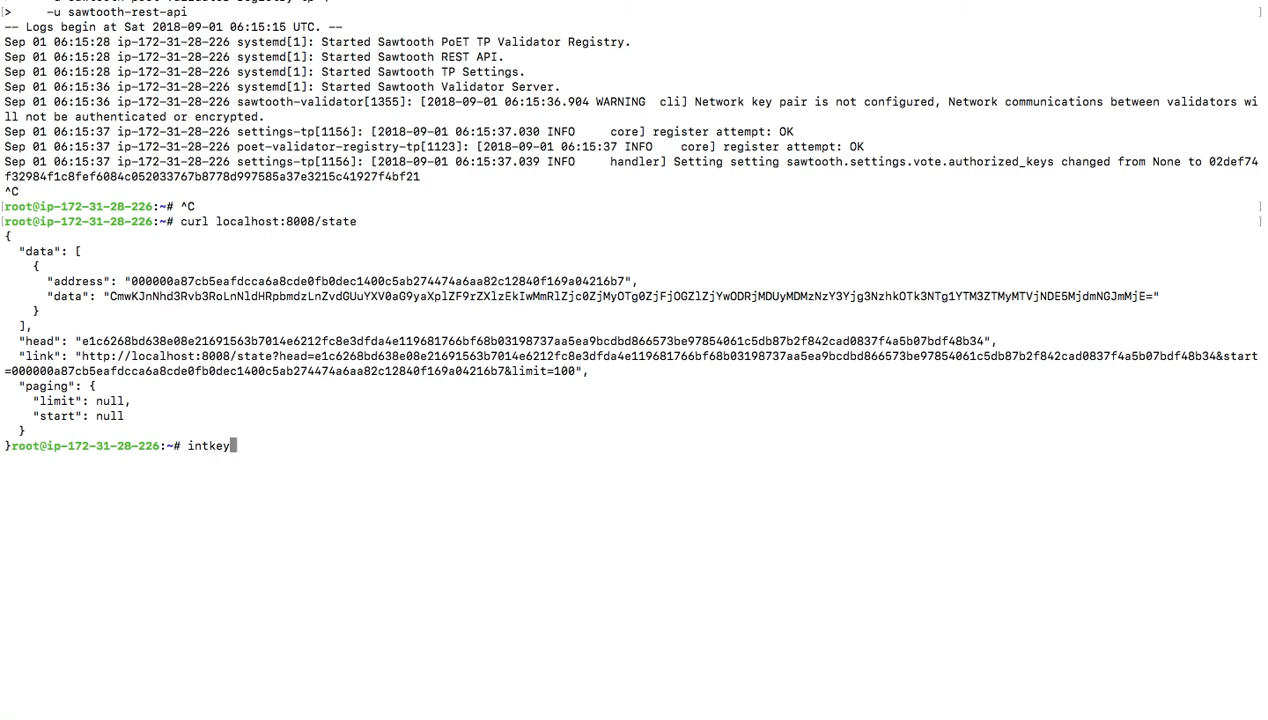 >     -u sawtooth-rest-api
-- Logs begin at Sat 2018-09-01 06:15:15 UTC. --
Sep 01 06:15:28 ip-172-31-28-226 systemd[1]: Started Sawtooth PoET TP Validator Registry.
Sep 01 06:15:28 ip-172-31-28-226 systemd[1]: Started Sawtooth REST API.
Sep 01 06:15:28 ip-172-31-28-226 systemd[1]: Started Sawtooth TP Settings.
Sep 01 06:15:36 ip-172-31-28-226 systemd[1]: Started Sawtooth Validator Server.
Sep 01 06:15:36 ip-172-31-28-226 sawtooth-validator[1355]: [2018-09-01 06:15:36.904 WARNING  cli] Network key pair is not configured, Network communications between validators wi
ll not be authenticated or encrypted.
Sep 01 06:15:37 ip-172-31-28-226 settings-tp[1156]: [2018-09-01 06:15:37.030 INFO     core] register attempt: OK
Sep 01 06:15:37 ip-172-31-28-226 poet-validator-registry-tp[1123]: [2018-09-01 06:15:37 INFO    core] register attempt: OK
Sep 01 06:15:37 ip-172-31-28-226 settings-tp[1156]: [2018-09-01 06:15:37.039 INFO     handler] Setting setting sawtooth.settings.vote.authorized_keys changed from None to 02def74
f32984f1c8fef6084c052033767b8778d997585a37e3215c41927f4bf21
^C
[root@ip-172-31-28-226:~# ^C ]
[root@ip-172-31-28-226:~# curl localhost:8008/state ]
{
  "data": [
    {
      "address": "000000a87cb5eafdcca6a8cde0fb0dec1400c5ab274474a6aa82c12840f169a04216b7",
      "data": "CmwKJnNhd3Rvb3RoLnNldHRpbmdzLnZvdGUuYXV0aG9yaXplZF9rZXlzEkIwMmRlZjc0ZjMyOTg0ZjFjOGZlZjYwODRjMDUyMDMzNzY3Yjg3NzhkOTk3NTg1YTM3ZTMyMTVjNDE5MjdmNGJmMjE="
    }
  ],
  "head": "e1c6268bd638e08e21691563b7014e6212fc8e3dfda4e119681766bf68b03198737aa5ea9bcdbd866573be97854061c5db87b2f842cad0837f4a5b07bdf48b34",
  "link": "http://localhost:8008/state?head=e1c6268bd638e08e21691563b7014e6212fc8e3dfda4e119681766bf68b03198737aa5ea9bcdbd866573be97854061c5db87b2f842cad0837f4a5b07bdf48b34&start
=000000a87cb5eafdcca6a8cde0fb0dec1400c5ab274474a6aa82c12840f169a04216b7&limit=100",
  "paging": {
    "limit": null,
    "start": null
  }
}root@ip-172-31-28-226:~# intkey